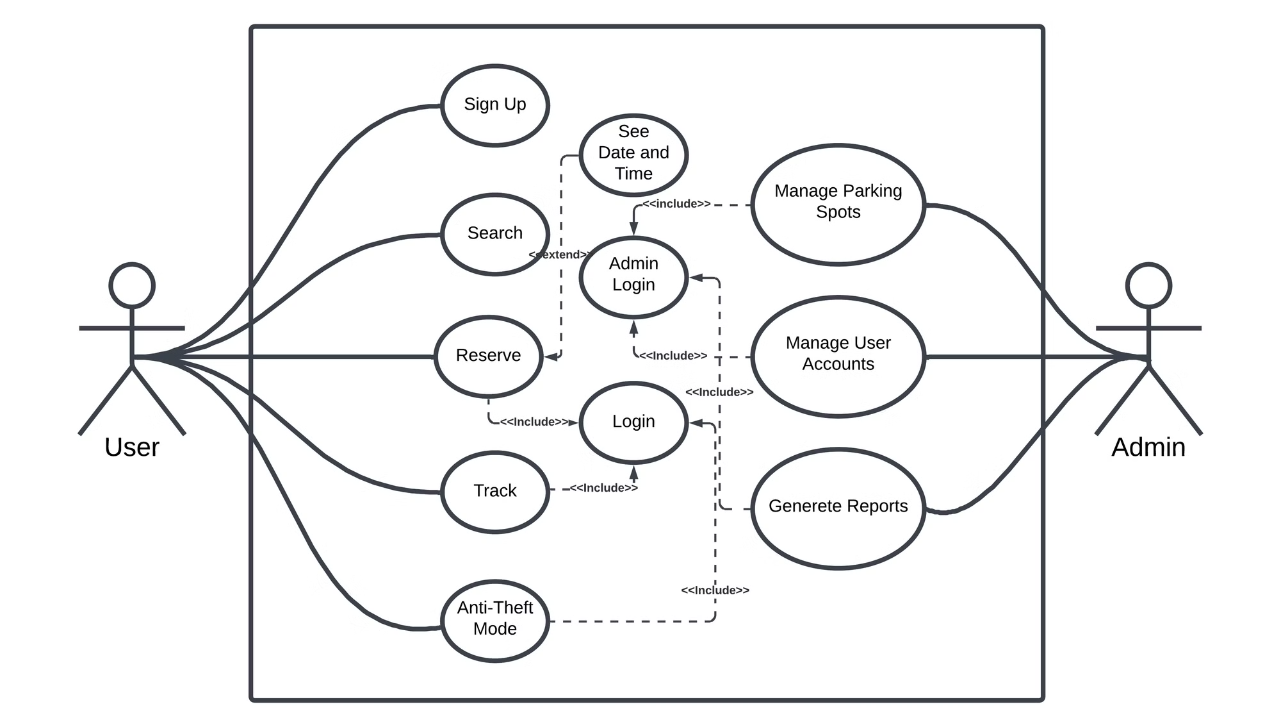 Sign Up
See
Date and
Time
Manage Parking
Spots
<<include>>
Search
<<extend>>
Admin
Login
Reserve
<<Include>>
Manage User
Accounts
<<Include>>
<<Include>>
Login
User
Admin
Track
<<Include>>
Generete Reports
<<Include>>
Anti-Theft
Mode